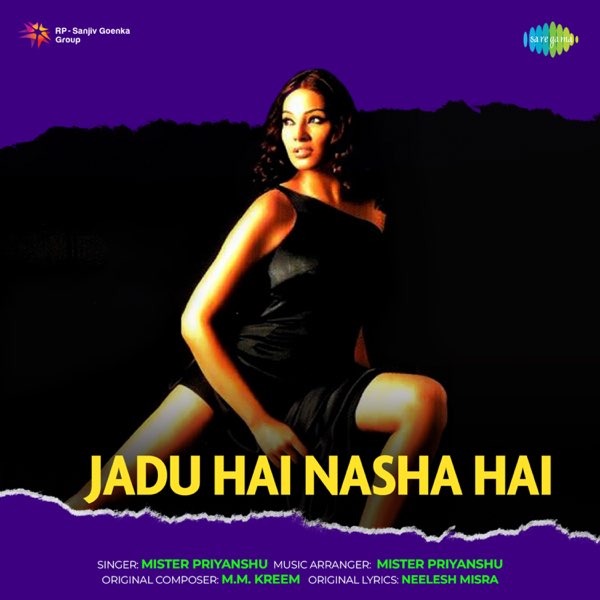 RP - Sanjiv Goenka
Group
saregama
JADU HAI NASHA HAI
SINGER: MISTER PRIYANSHU MUSIC ARRANGER: MISTER PRIYANSHU
ORIGINAL COMPOSER: M.M. KREEM ORIGINAL LYRICS: NEELESH MISRA